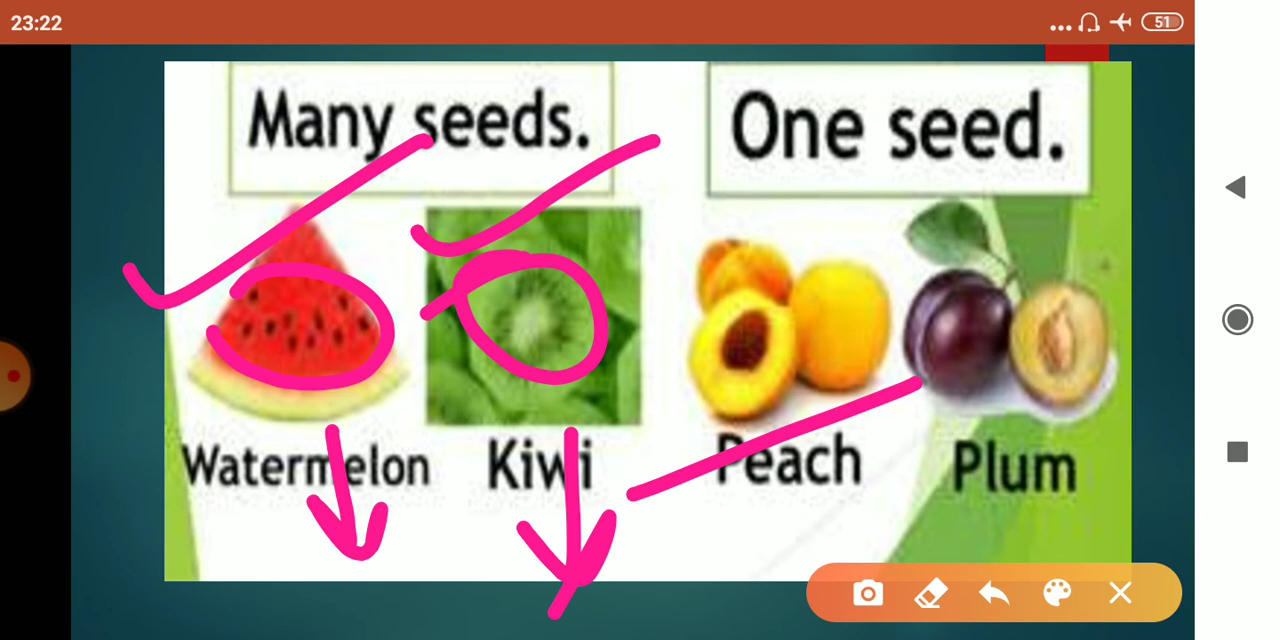 23:22
51
Many seeds.
One seed.
Watermelon
Kiwi
Peach
Plum